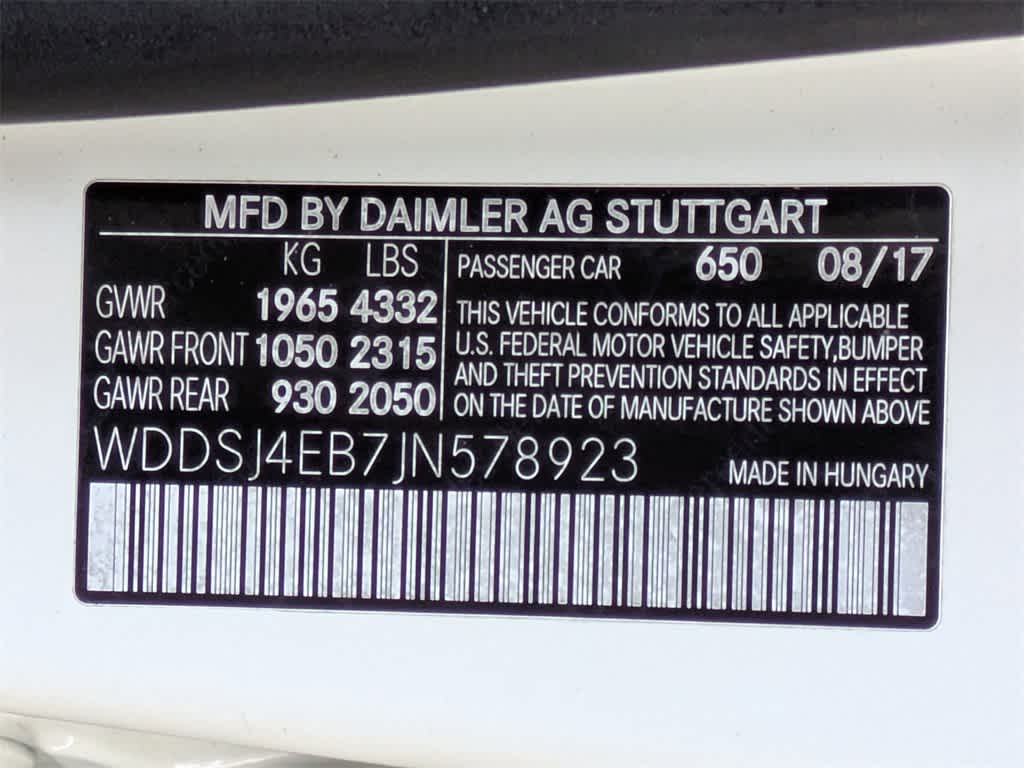 MFD BY DAIMLER AG STUTTGART
KG LBS
GVWR 1965 4332
GAWR FRONT 1050 2315
GAWR REAR 930 2050
PASSENGER CAR 650 08/17
THIS VEHICLE CONFORMS TO ALL APPLICABLE
U.S. FEDERAL MOTOR VEHICLE SAFETY, BUMPER
AND THEFT PREVENTION STANDARDS IN EFFECT
ON THE DATE OF MANUFACTURE SHOWN ABOVE
WDDSJ4EB7JN578923
MADE IN HUNGARY